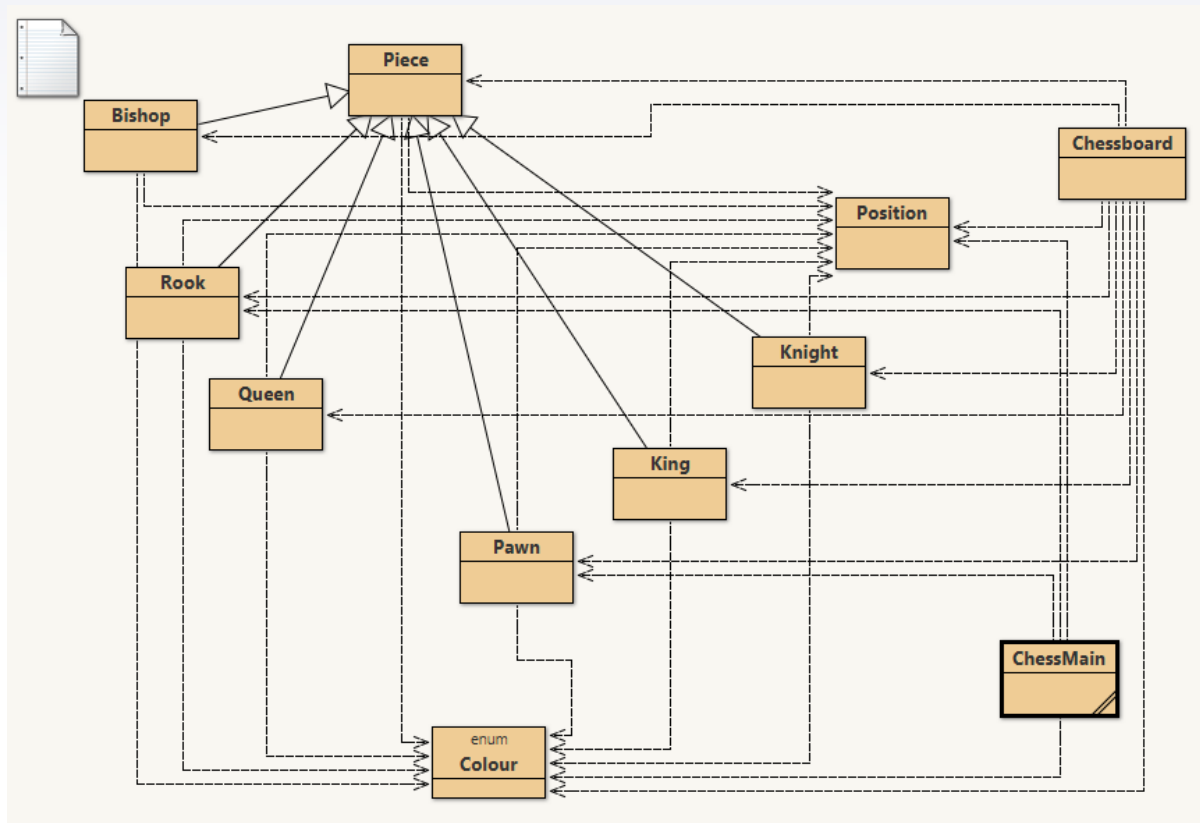 Piece
Bishop
Chessboard
Position
Rook
Knight
Queen
King
Pawn
ChessMain
enum
Colour